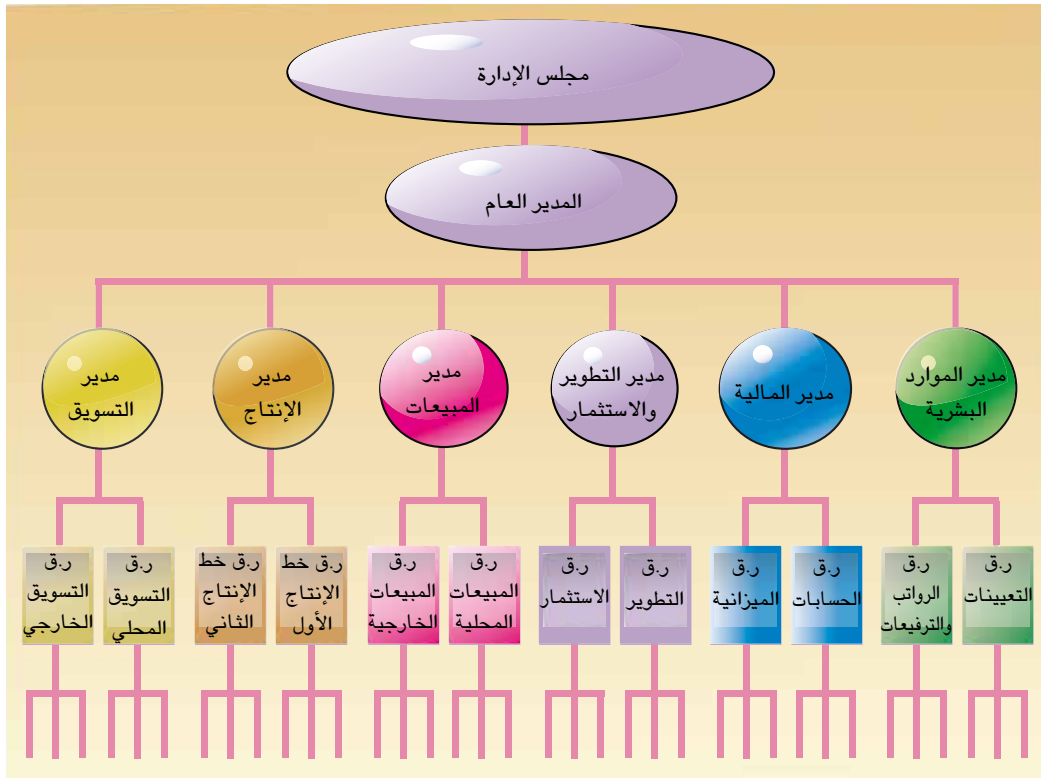 مجلس الإدارة
المدير العام
مدير الموارد
البشرية
مدير المالية
مدير التطوير
والاستثمار
مدير
المبيعات
مدير
الإنتاج
مدير
التسويق
ر.ق
التعيينات
ر.ق
الرواتب
والترفيعات
ر.ق
الحسابات
ر.ق
الميزانية
ر.ق
التطوير
ر.ق
الاستثمار
ر.ق
المبيعات
المحلية
ر.ق
المبيعات
الخارجية
ر.ق خط
الإنتاج
الأول
ر.ق خط
الإنتاج
الثاني
ر.ق
التسويق
المحلي
ر.ق
التسويق
الخارجي